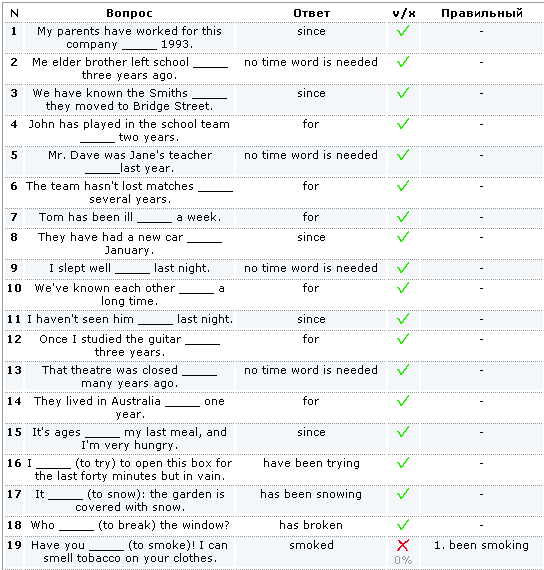 N Вопрос Ответ v/x Правильный
1 My parents have worked for this since -
company _____ 1993.
2 Me elder brother left school _____ no time word is needed -
three years ago.
3 We have known the Smiths _____ since -
they moved to Bridge Street.
4 John has played in the school team for -
_____ two years.
5 Mr. Dave was Jane's teacher no time word is needed -
_____last year.
6 The team hasn't lost matches _____ for -
several years.
7 Tom has been ill _____ a week. for -
8 They have had a new car _____ since -
January.
9 I slept well _____ last night. no time word is needed -
10 We've known each other _____ a for -
long time.
11 I haven't seen him _____ last night. since -
12 Once I studied the guitar _____ for -
three years.
13 That theatre was closed _____ no time word is needed -
many years ago.
14 They lived in Australia _____ one for -
year.
15 It's ages _____ my last meal, and since -
I'm very hungry.
16 I _____ (to try) to open this box for have been trying -
the last forty minutes but in vain.
17 It _____ (to snow): the garden is has been snowing -
covered with snow.
18 Who _____ (to break) the window? has broken -
19 Have you _____ (to smoke)! I can smoked 1. been smoking
smell tobacco on your clothes. 0%